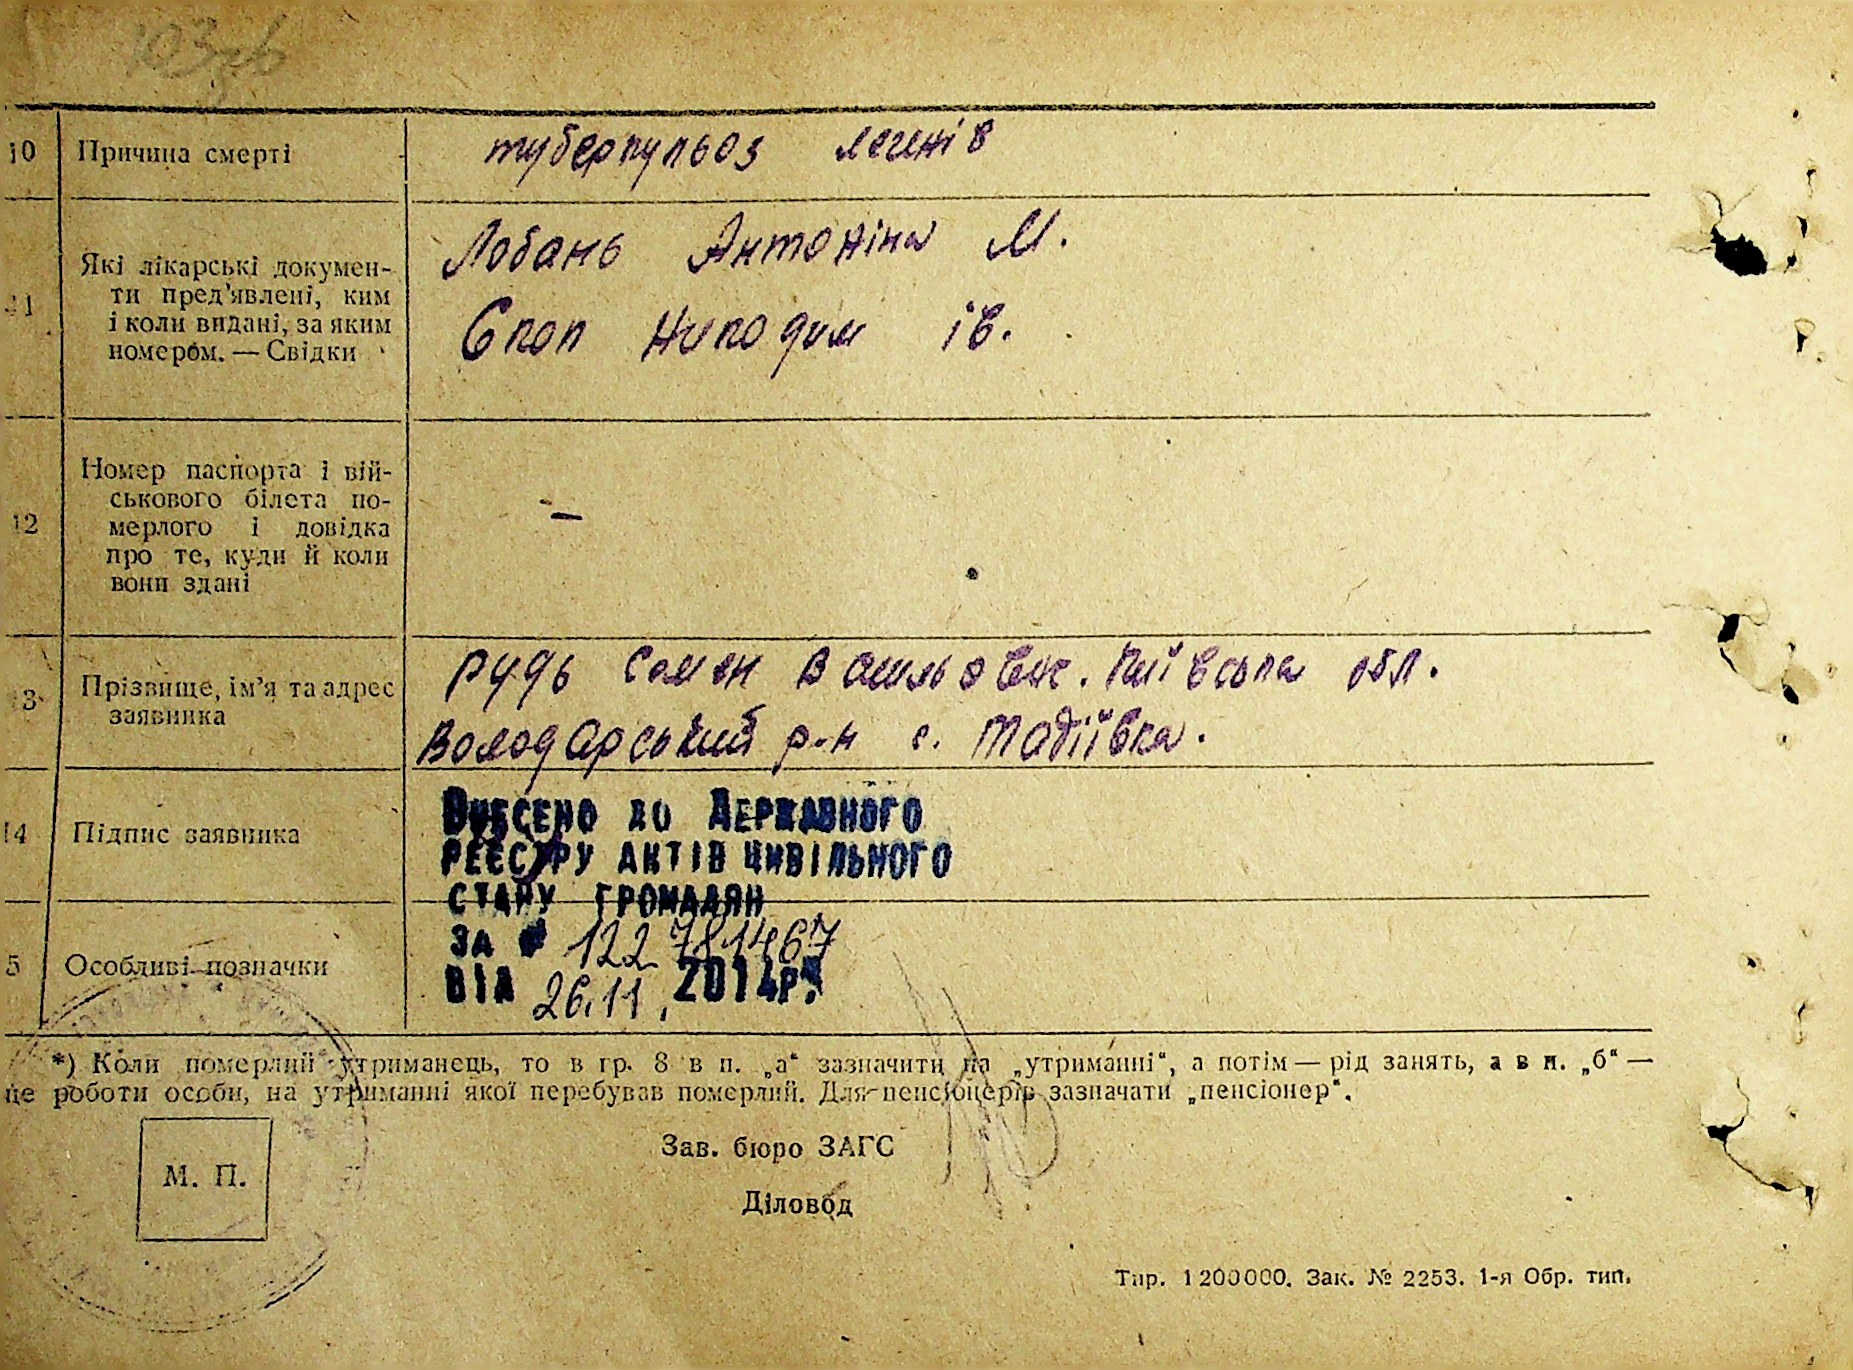 10 Причина смерті туберкульоз легенів
11 Які лікарські докумен-
ти пред'явлені, ким
і коли видані, за яким
номером. — Свідки
Лобань Антоніна М.
Скоп Никодим ів.
12 Номер паспорта і вій-
ськового білета по-
мерлого і довідка
про те, куди й коли
вони здані
—
3 Прізвище, ім'я та адрес
заявника
Рудь Семен Васильович. Київська обл.
Володарський р-н с. Тадіївка.
14 Підпис заявника
Внесено до Державного
реєстру актів цивільного
стану громадян
за № 122781467
від 26.11. 2014р.
5 Особливі позначки
*) Коли померлий утриманець, то в гр. 8 в п. „а“ зазначити на „утриманні“, а потім — рід занять, а в п. „б“ —
це роботи особи, на утриманні якої перебував померлий. Для пенсіонерів зазначати „пенсіонер“.
Зав. бюро ЗАГС
М. П.
Діловод
Тир. 1200000. Зак. № 2253. 1-я Обр. тип.